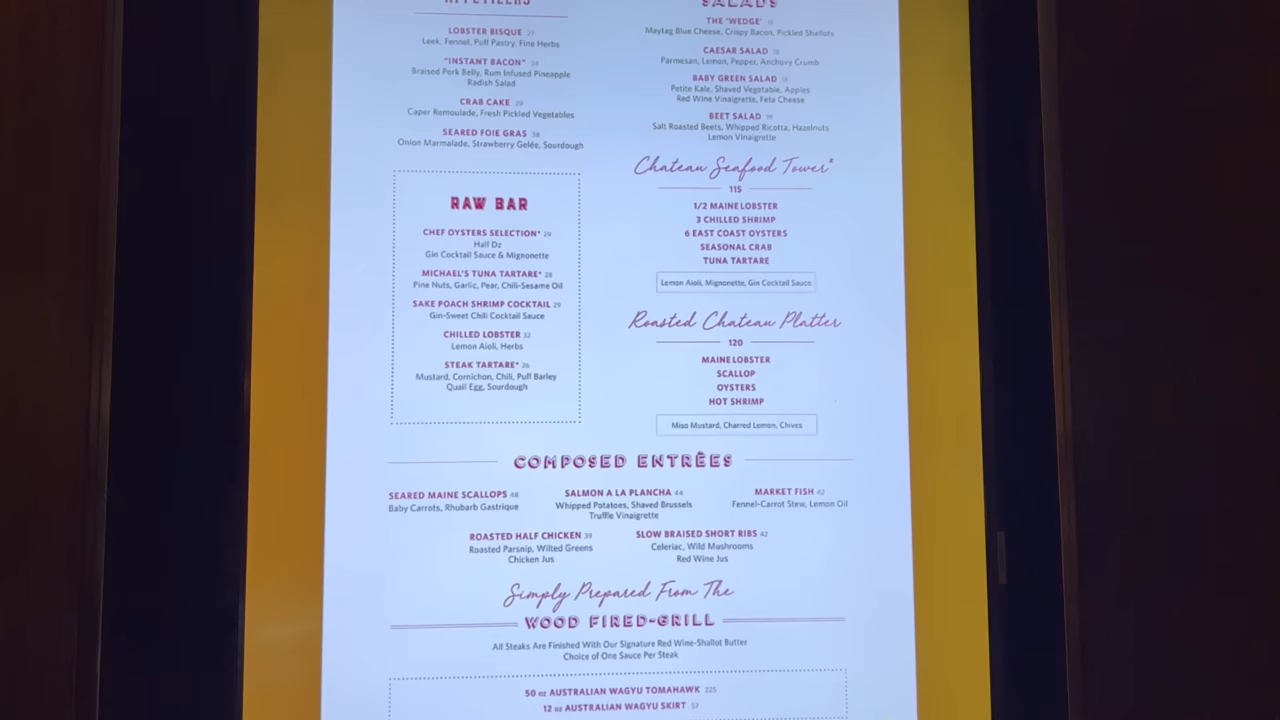 APPETIZERS
LOBSTER BISQUE
Leek, Fennel, Puff Pastry, Fine Herbs
"INSTANT BACON" 24
Braised Pork Belly, Rum Infused Pineapple
Radish Salad
CRAB CAKE 29
Caper Remoulade, Fresh Pickled Vegetables
SEARED FOIE GRAS 38
Onion Marmalade, Strawberry Gelée, Sourdough
RAW BAR
CHEF OYSTERS SELECTION* 29
Half Dz
Gin Cocktail Sauce & Mignonette
MICHAEL'S TUNA TARTARE* 28
Pine Nuts, Garlic, Pear, Chili-Sesame Oil
SAKE POACH SHRIMP COCKTAIL 29
Gin-Sweet Chili Cocktail Sauce
CHILLED LOBSTER 32
Lemon Aioli, Herbs
STEAK TARTARE* 26
Mustard, Cornichon, Chili, Puff Barley
Quail Egg, Sourdough
SALADS
THE "WEDGE"
Maytag Blue Cheese, Crispy Bacon, Pickled Shallots
CAESAR SALAD
Parmesan, Lemon, Pepper, Anchovy Crumb
BABY GREEN SALAD
Petite Kale, Shaved Vegetable, Apples
Red Wine Vinaigrette, Feta Cheese
BEET SALAD
Salt Roasted Beets, Whipped Ricotta, Hazelnuts
Lemon Vinaigrette
Chateau Seafood Tower*
115
1/2 MAINE LOBSTER
3 CHILLED SHRIMP
6 EAST COAST OYSTERS
SEASONAL CRAB
TUNA TARTARE
Lemon Aioli, Mignonette, Gin Cocktail Sauce
Roasted Chateau Platter
120
MAINE LOBSTER
SCALLOP
OYSTERS
HOT SHRIMP
Miso Mustard, Charred Lemon, Chives
COMPOSED ENTRÊES
SEARED MAINE SCALLOPS 48
Baby Carrots, Rhubarb Gastrique
SALMON A LA PLANCHA 44
Whipped Potatoes, Shaved Brussels
Truffle Vinaigrette
MARKET FISH 42
Fennel-Carrot Stew, Lemon Oil
ROASTED HALF CHICKEN 39
Roasted Parsnip, Wilted Greens
Chicken Jus
SLOW BRAISED SHORT RIBS 42
Celeriac, Wild Mushrooms
Red Wine Jus
Simply Prepared From The
WOOD FIRED-GRILL
All Steaks Are Finished With Our Signature Red Wine-Shallot Butter
Choice of One Sauce Per Steak
50 oz AUSTRALIAN WAGYU TOMAHAWK 225
12 oz AUSTRALIAN WAGYU SKIRT 57